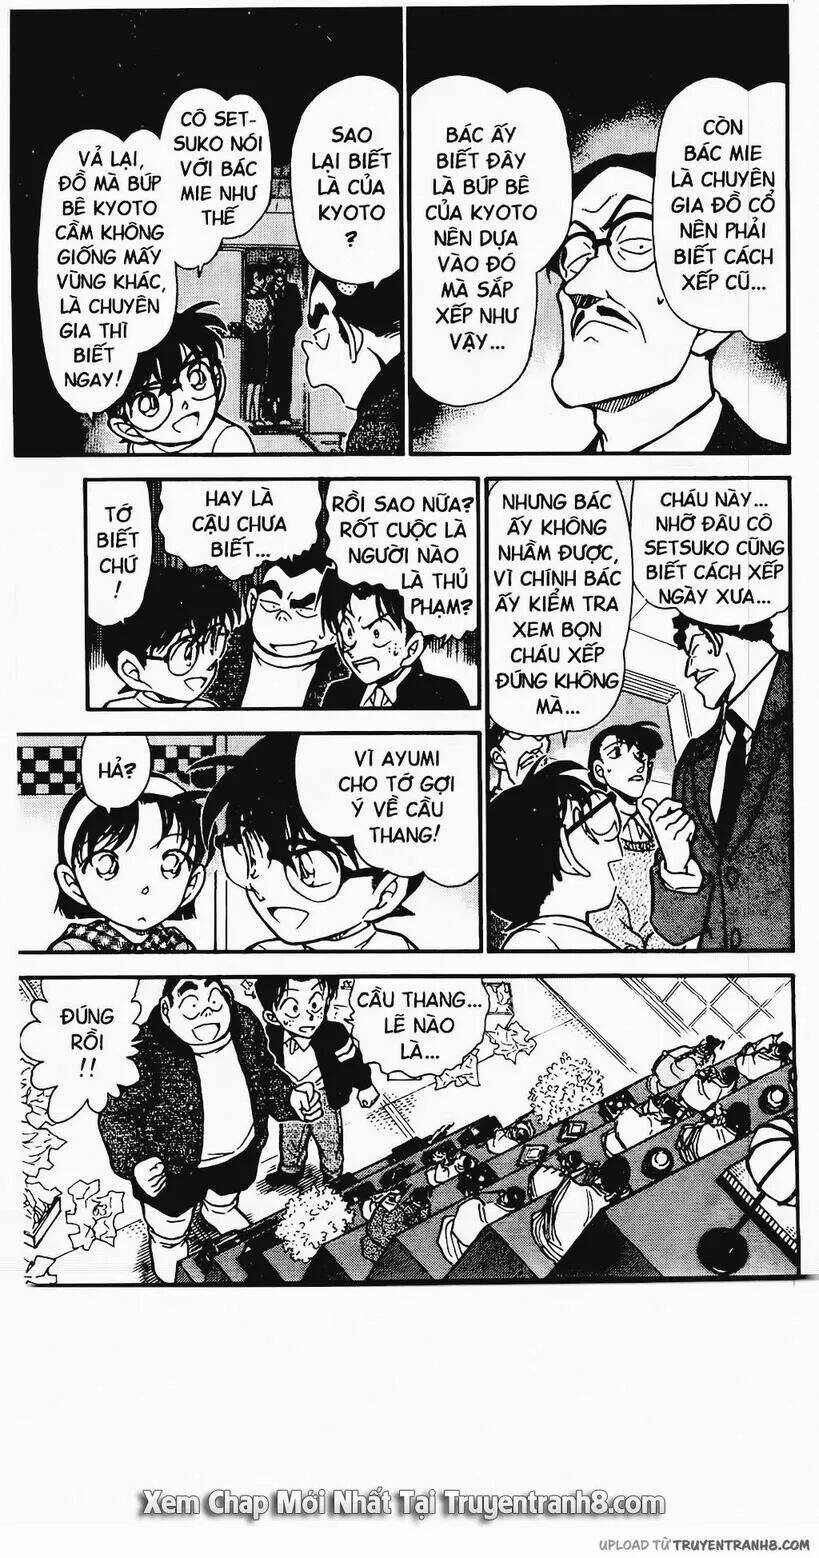 CÒN
BÁC MIE
LÀ CHUYÊN
GIA ĐỒ CỔ
NÊN PHẢI
BIẾT CÁCH
XẾP CŨ...
BÁC ẤY
BIẾT ĐÂY
LÀ BÚP BÊ
CỦA KYOTO
NÊN DỰA
VÀO ĐÓ
MÀ SẮP
XẾP NHƯ
VẬY...
SAO
LẠI BIẾT
LÀ CỦA
KYOTO
?
CÔ SET-
SUKO NÓI
VỚI BÁC
MIE NHƯ
THẾ
VẢ LẠI,
ĐỒ MÀ BÚP
BÊ KYOTO
CẦM KHÔNG
GIỐNG MẤY
VÙNG KHÁC,
LÀ CHUYÊN
GIA THÌ
BIẾT
NGAY!
CHÁU NÀY...
NHỠ ĐÂU CÔ
SETSUKO CŨNG
BIẾT CÁCH XẾP
NGÀY XƯA...
NHƯNG BÁC
ẤY KHÔNG
NHẦM ĐƯỢC,
VÌ CHÍNH BÁC
ẤY KIỂM TRA
XEM BỌN
CHÁU XẾP
ĐÚNG KHÔNG
MÀ...
RỒI SAO NỮA?
RỐT CUỘC LÀ
NGƯỜI NÀO
LÀ THỦ
PHẠM?
HAY LÀ
CẬU CHƯA
BIẾT...
TỚ
BIẾT
CHỨ
!
VÌ AYUMI
CHO TỚ GỢI
Ý VỀ CẦU
THANG!
HẢ?
CẦU THANG...
LẼ NÀO
LÀ...
ĐÚNG
RỒI
!!
Xem Chap Mới Nhất Tại Truyentranh8.com
UPLOAD TỪ TRUYENTRANH8.COM